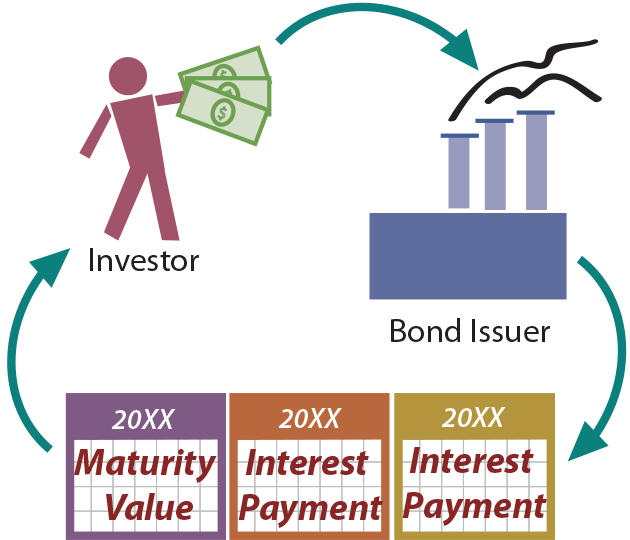 Investor
Bond Issuer
20XX
Maturity
Value
20XX
Interest
Payment
20XX
Interest
Payment